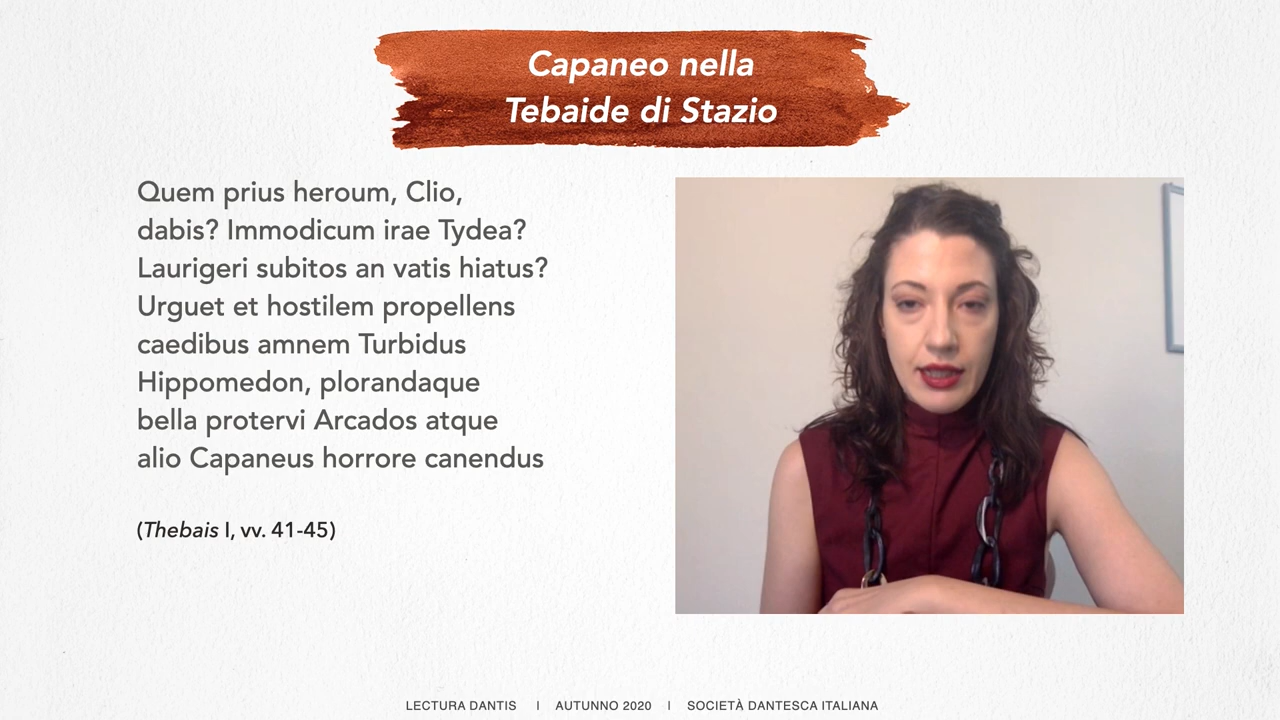 Capaneo nella
Tebaide di Stazio
Quem prius heroum, Clio,
dabis? Immodicum irae Tydea?
Laurigeri subitos an vatis hiatus?
Urguet et hostilem propellens
caedibus amnem Turbidus
Hippomedon, plorandaque
bella protervi Arcados atque
alio Capaneus horrore canendus
(Thebais I, vv. 41-45)
LECTURA DANTIS | AUTUNNO 2020 | SOCIETÀ DANTESCA ITALIANA